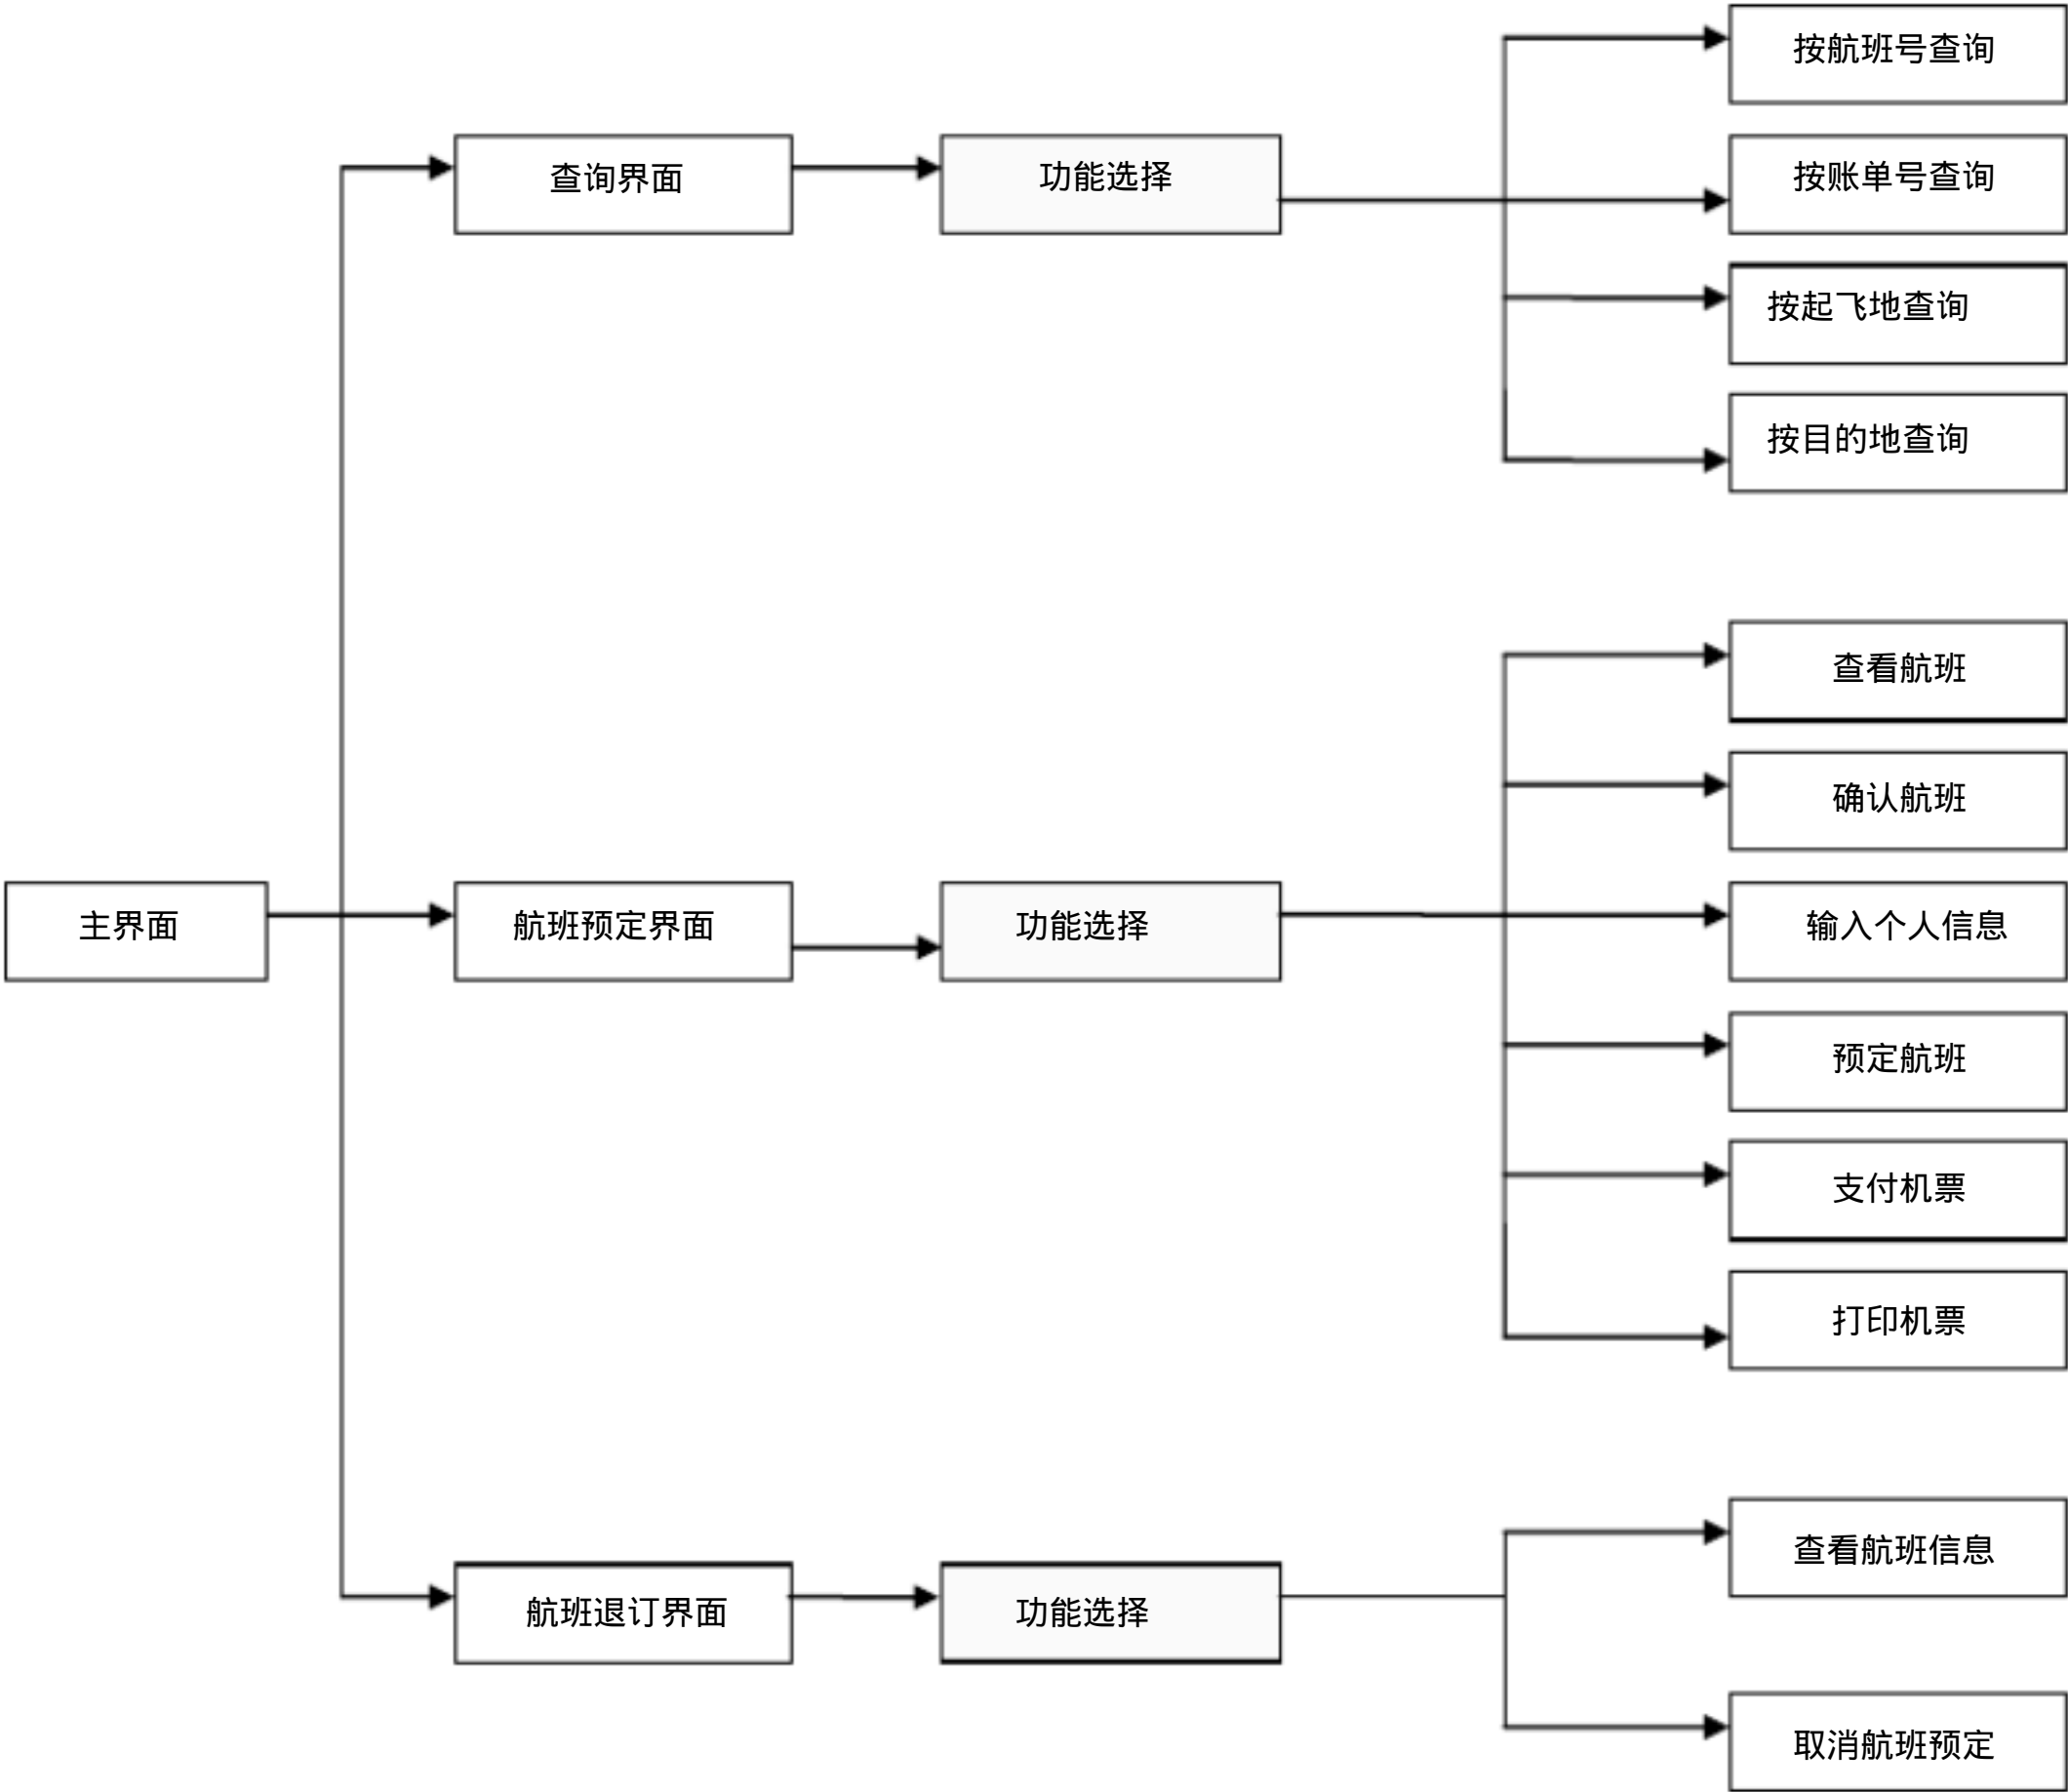 按航班号查询
查询界面
功能选择
按账单号查询
按起飞地查询
按目的地查询
查看航班
确认航班
主界面
航班预定界面
功能选择
输入个人信息
预定航班
支付机票
打印机票
查看航班信息
航班退订界面
功能选择
取消航班预定